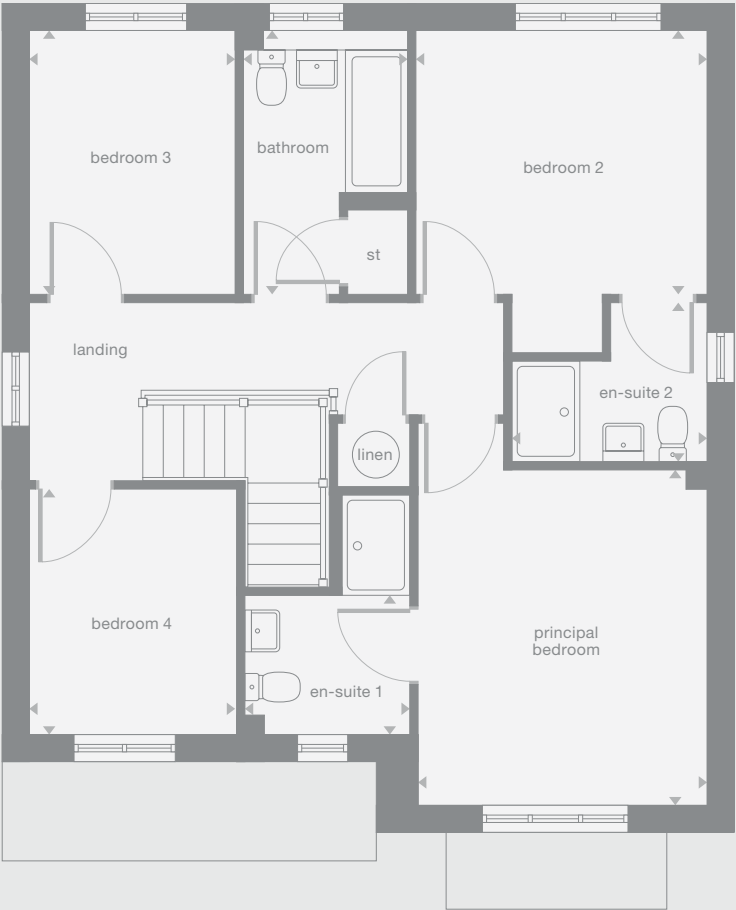 bedroom 3
bathroom
bedroom 2
st
landing
en-suite 2
linen
bedroom 4
principal
bedroom
en-suite 1